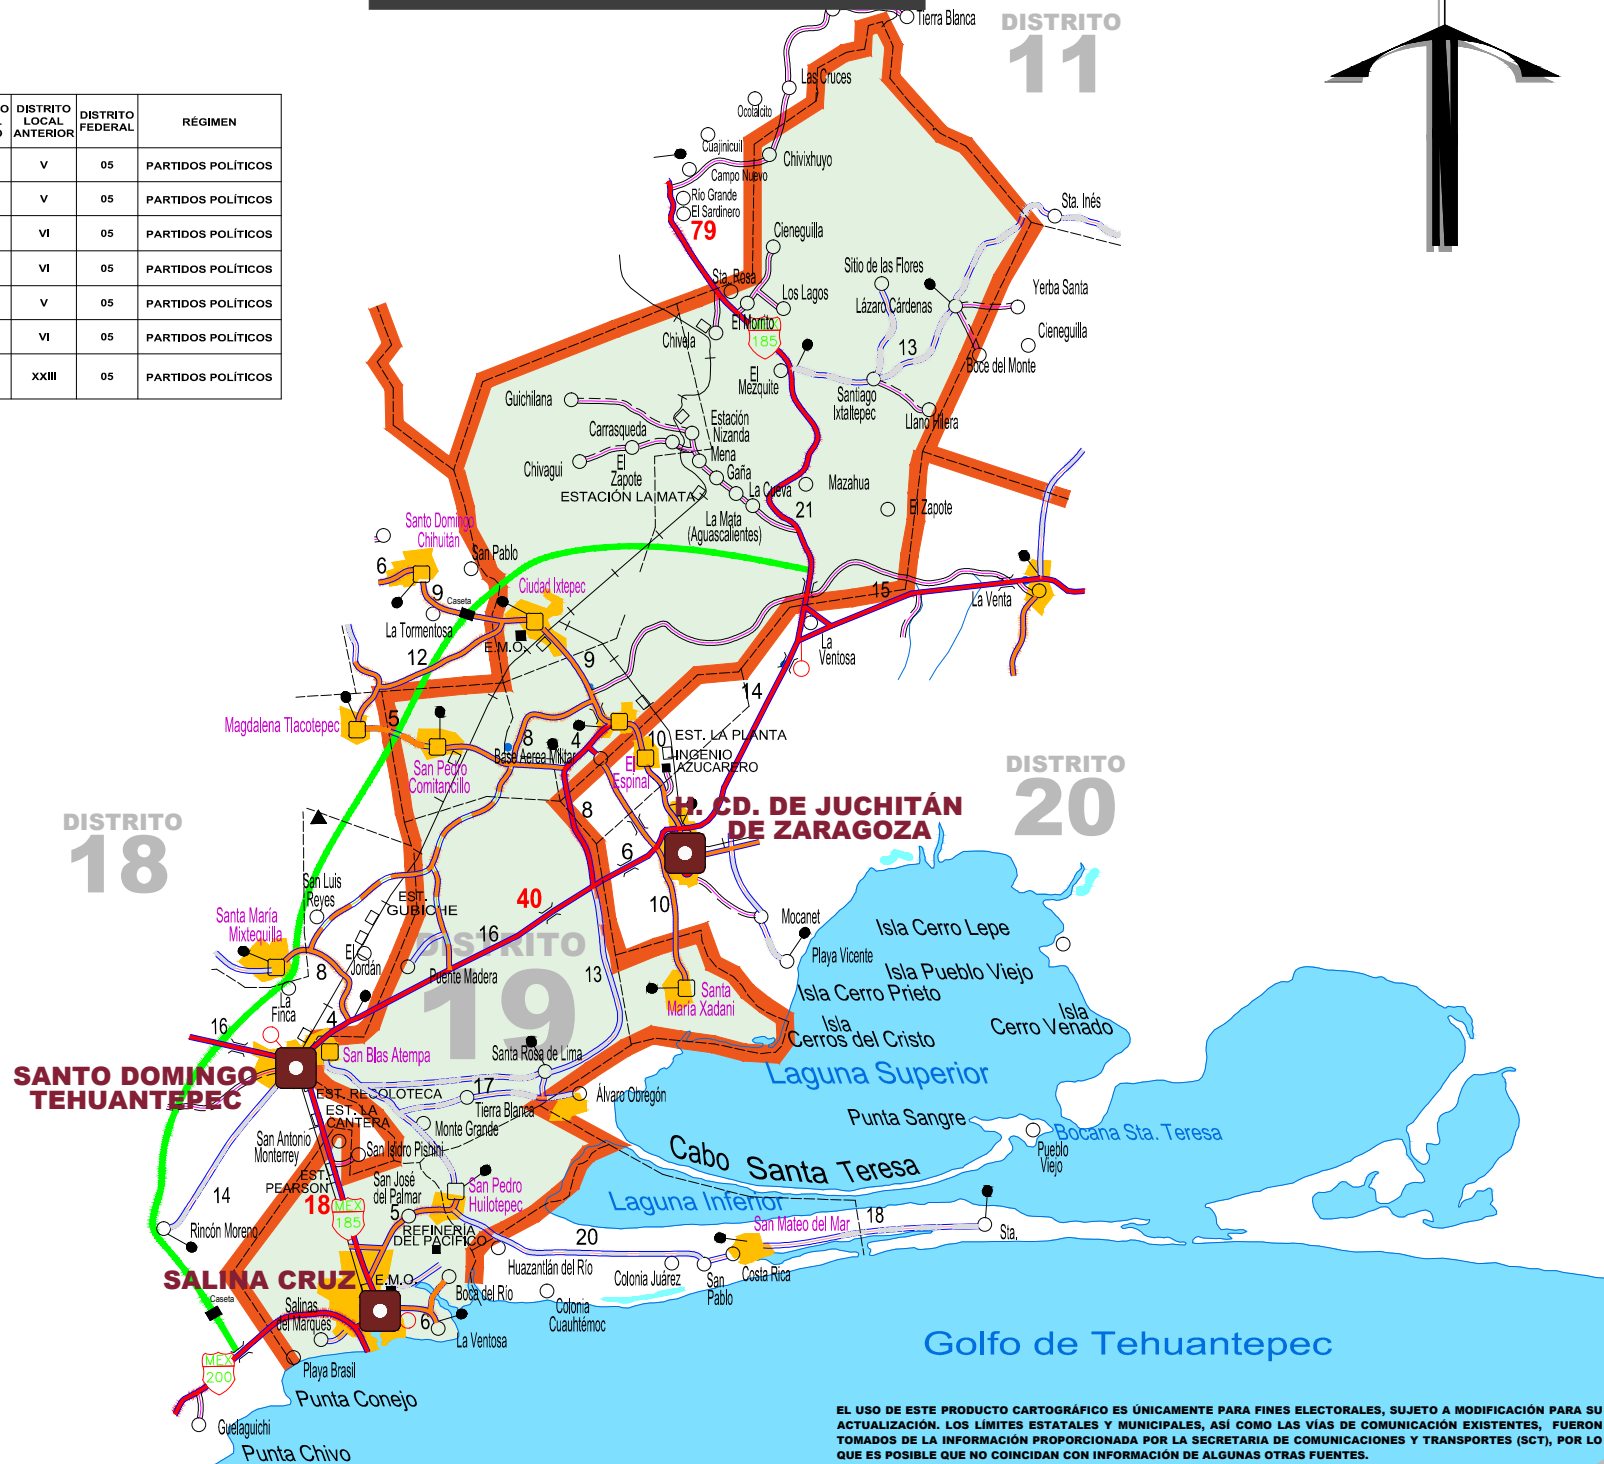 Tierra Blanca
DISTRITO
11
Las Cruces
Ocotalcito
Cuajinicuil
Chivixhuyo
Campo Nuevo
Río Grande
El Sardinero
79
DISTRITO
LOCAL
ANTERIOR
DISTRITO
FEDERAL
RÉGIMEN
V 05 PARTIDOS POLÍTICOS
V 05 PARTIDOS POLÍTICOS
VI 05 PARTIDOS POLÍTICOS
VI 05 PARTIDOS POLÍTICOS
V 05 PARTIDOS POLÍTICOS
VI 05 PARTIDOS POLÍTICOS
XXIII 05 PARTIDOS POLÍTICOS
Sta. Inés
Cieneguilla
Sitio de las Flores
Sta. Rosa
Los Lagos
Lázaro Cárdenas
Yerba Santa
El Morrito
185
Chivela
Cieneguilla
13
Boce del Monte
El
Mezquite
Santiago
Ixtaltepec
Llano Hilera
Guichilana
Estación
Nizanda
Carrasqueda
Mena
Chivagui
El
Zapote
Gaña
La Cueva
Mazahua
ESTACIÓN LA MATA
21
El Zapote
La Mata
(Aguascalientes)
Santo Domingo
Chihuitán
San Pablo
6
9
Caseta
Ciudad Ixtepec
La Tormentosa
E.M.O.
12
9
15
La Venta
La
Ventosa
14
Magdalena Tlacotepec
5
8
4
10
EST. LA PLANTA
Base Aerea Militar
INGENIO
AZUCARERO
San Pedro
Comitancillo
El
Espinal
8
H. CD. DE JUCHITÁN
DE ZARAGOZA
DISTRITO
20
DISTRITO
18
6
6
San Luis
Reyes
EST.
GUBICHE
40
10
Santa María
Mixtequilla
16
Mocanet
Isla Cerro Lepe
DISTRITO
19
El
Jordán
8
Puente Madera
13
Playa Vicente
Isla Pueblo Viejo
Isla Cerro Prieto
La
Finca
4
Santa
María Xadani
Isla
Cerros del Cristo
Isla
Cerro Venado
16
San Blas Atempa
Santa Rosa de Lima
Laguna Superior
SANTO DOMINGO
TEHUANTEPEC
EST. RECOLOTECA
17
Álvaro Obregón
EST. LA
CANTERA
Tierra Blanca
Monte Grande
Punta Sangre
Bocana Sta. Teresa
San Antonio
Monterrey
San Isidro Pishini
Pueblo
Viejo
Cabo Santa Teresa
EST.
PEARSON
San José
del Palmar
San Pedro
Huilotepec
14
18
MEX
185
5
Laguna Inferior
San Mateo del Mar
18
Sta.
Rincón Moreno
REFINERIA
DEL PACIFICO
20
SALINA CRUZ
E.M.O.
Huazantlán del Río
Colonia Juárez
San
Pablo
Costa Rica
Boca del Río
Caseta
Salinas
del Marques
6
La Ventosa
Colonia
Cuauhtémoc
Golfo de Tehuantepec
MEX
200
Playa Brasil
Punta Conejo
Guelaguichi
Punta Chivo
EL USO DE ESTE PRODUCTO CARTOGRÁFICO ES ÚNICAMENTE PARA FINES ELECTORALES, SUJETO A MODIFICACIÓN PARA SU
ACTUALIZACIÓN. LOS LÍMITES ESTATALES Y MUNICIPALES, ASÍ COMO LAS VÍAS DE COMUNICACIÓN EXISTENTES, FUERON
TOMADOS DE LA INFORMACIÓN PROPORCIONADA POR LA SECRETARIA DE COMUNICACIONES Y TRANSPORTES (SCT), POR LO
QUE ES POSIBLE QUE NO COINCIDAN CON INFORMACIÓN DE ALGUNAS OTRAS FUENTES.